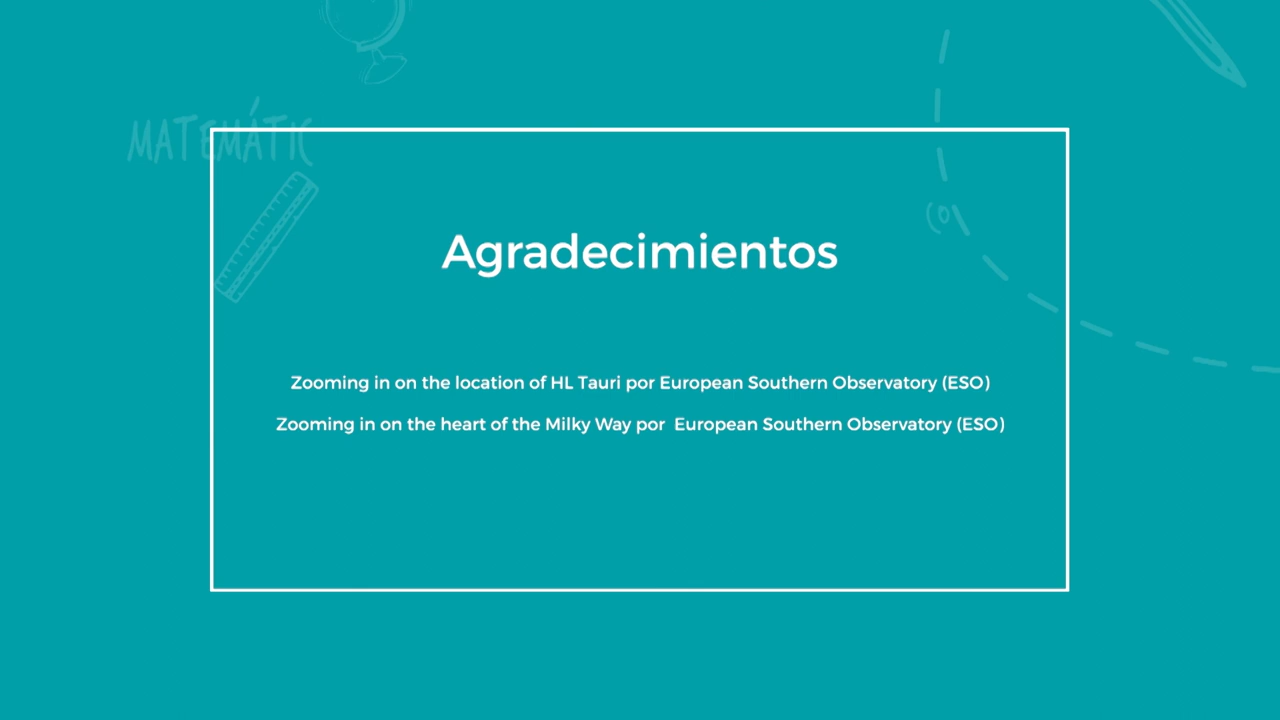 MATEMÁTIC
Agradecimientos
Zooming in on the location of HL Tauri por European Southern Observatory (ESO)
Zooming in on the heart of the Milky Way por  European Southern Observatory (ESO)